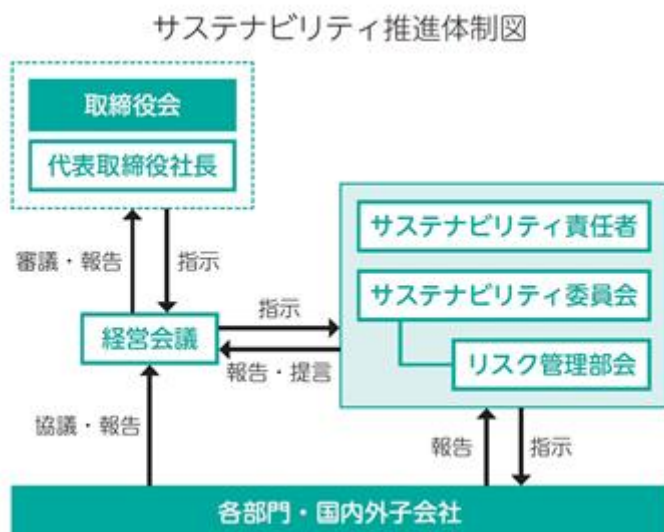 サステナビリティ推進体制図
取締役会
代表取締役社長
サステナビリティ責任者
審議・報告
指示
サステナビリティ委員会
経営会議
指示
報告・提言
リスク管理部会
協議・報告
報告
指示
各部門・国内外子会社